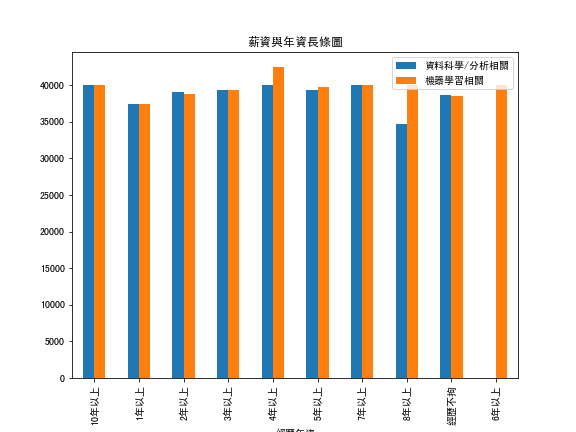 薪資與年資長條圖
資料科學/分析相關
機器學習相關
40000
35000
30000
25000
20000
15000
10000
5000
0
10年以上
1年以上
2年以上
3年以上
4年以上
5年以上
7年以上
8年以上
經歷不拘
6年以上